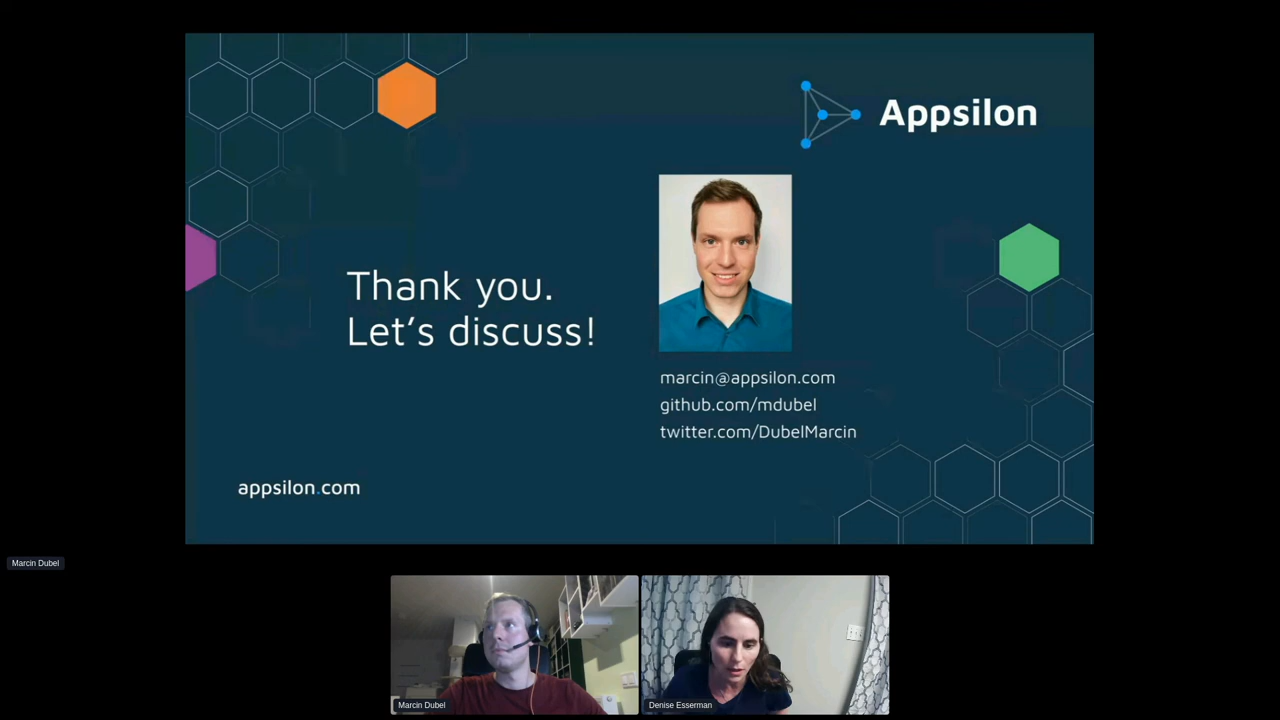 Appsilon
Thank you.
Let's discuss!
marcin@appsilon.com
github.com/mdubel
twitter.com/DubelMarcin
appsilon.com
Marcin Dubel
Marcin Dubel
Denise Esserman